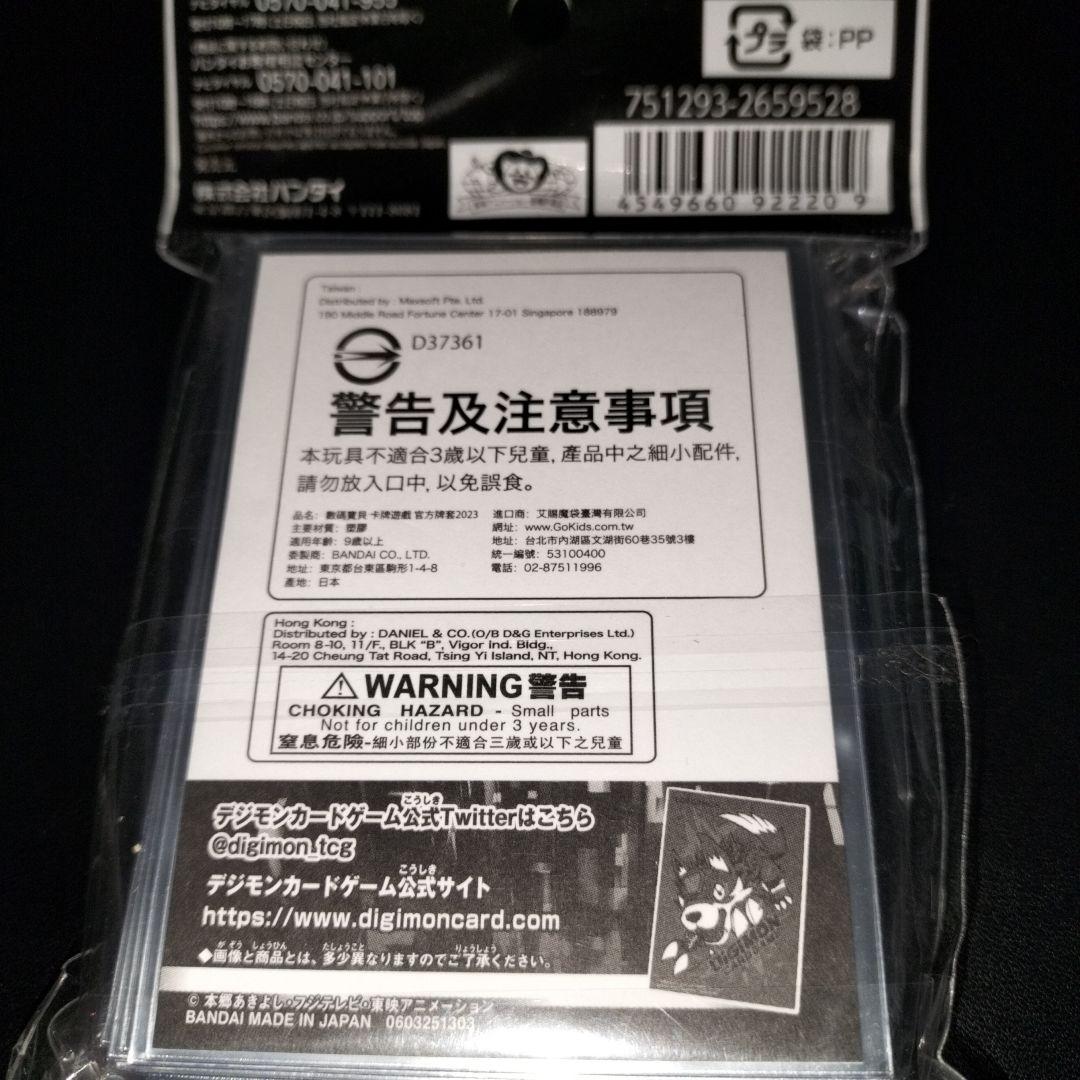 0570-041-101
株式会社バンダイ
プラ
袋:PP
751293-2659528
4549660 92220 9
Taiwan :
Distributed by : Maxsoft Pte. Ltd.
190 Middle Road Fortune Center 17-01 Singapore 188979
D37361
警告及注意事項
本玩具不適合3歲以下兒童,產品中之細小配件,
請勿放入口中,以免誤食。
品名: 數碼寶貝 卡牌遊戲 官方牌套2023
主要材質: 塑膠
適用年齡: 9歲以上
委製商: BANDAI CO., LTD.
地址: 東京都台東區駒形1-4-8
產地: 日本
進口商: 艾賜魔袋臺灣有限公司
網址: www.GoKids.com.tw
地址: 台北市內湖區文湖街60巷35號3樓
統一編號: 53100400
電話: 02-87511996
Hong Kong :
Distributed by : DANIEL & CO.(O/B D&G Enterprises Ltd.)
Room 8-10, 11/F., BLK "B", Vigor Ind. Bldg.,
14-20 Cheung Tat Road, Tsing Yi Island, NT, Hong Kong.
WARNING 警告
CHOKING HAZARD - Small parts
Not for children under 3 years.
窒息危險-細小部份不適合三歲或以下之兒童
デジモンカードゲーム公式Twitterはこちら
@digimon_tcg
デジモンカードゲーム公式サイト
https://www.digimoncard.com
◆画像と商品とは、多少異なりますのでご了承ください。
DIGIMON
© 本郷あきよし・フジテレビ・東映アニメーション
BANDAI MADE IN JAPAN 0603251303